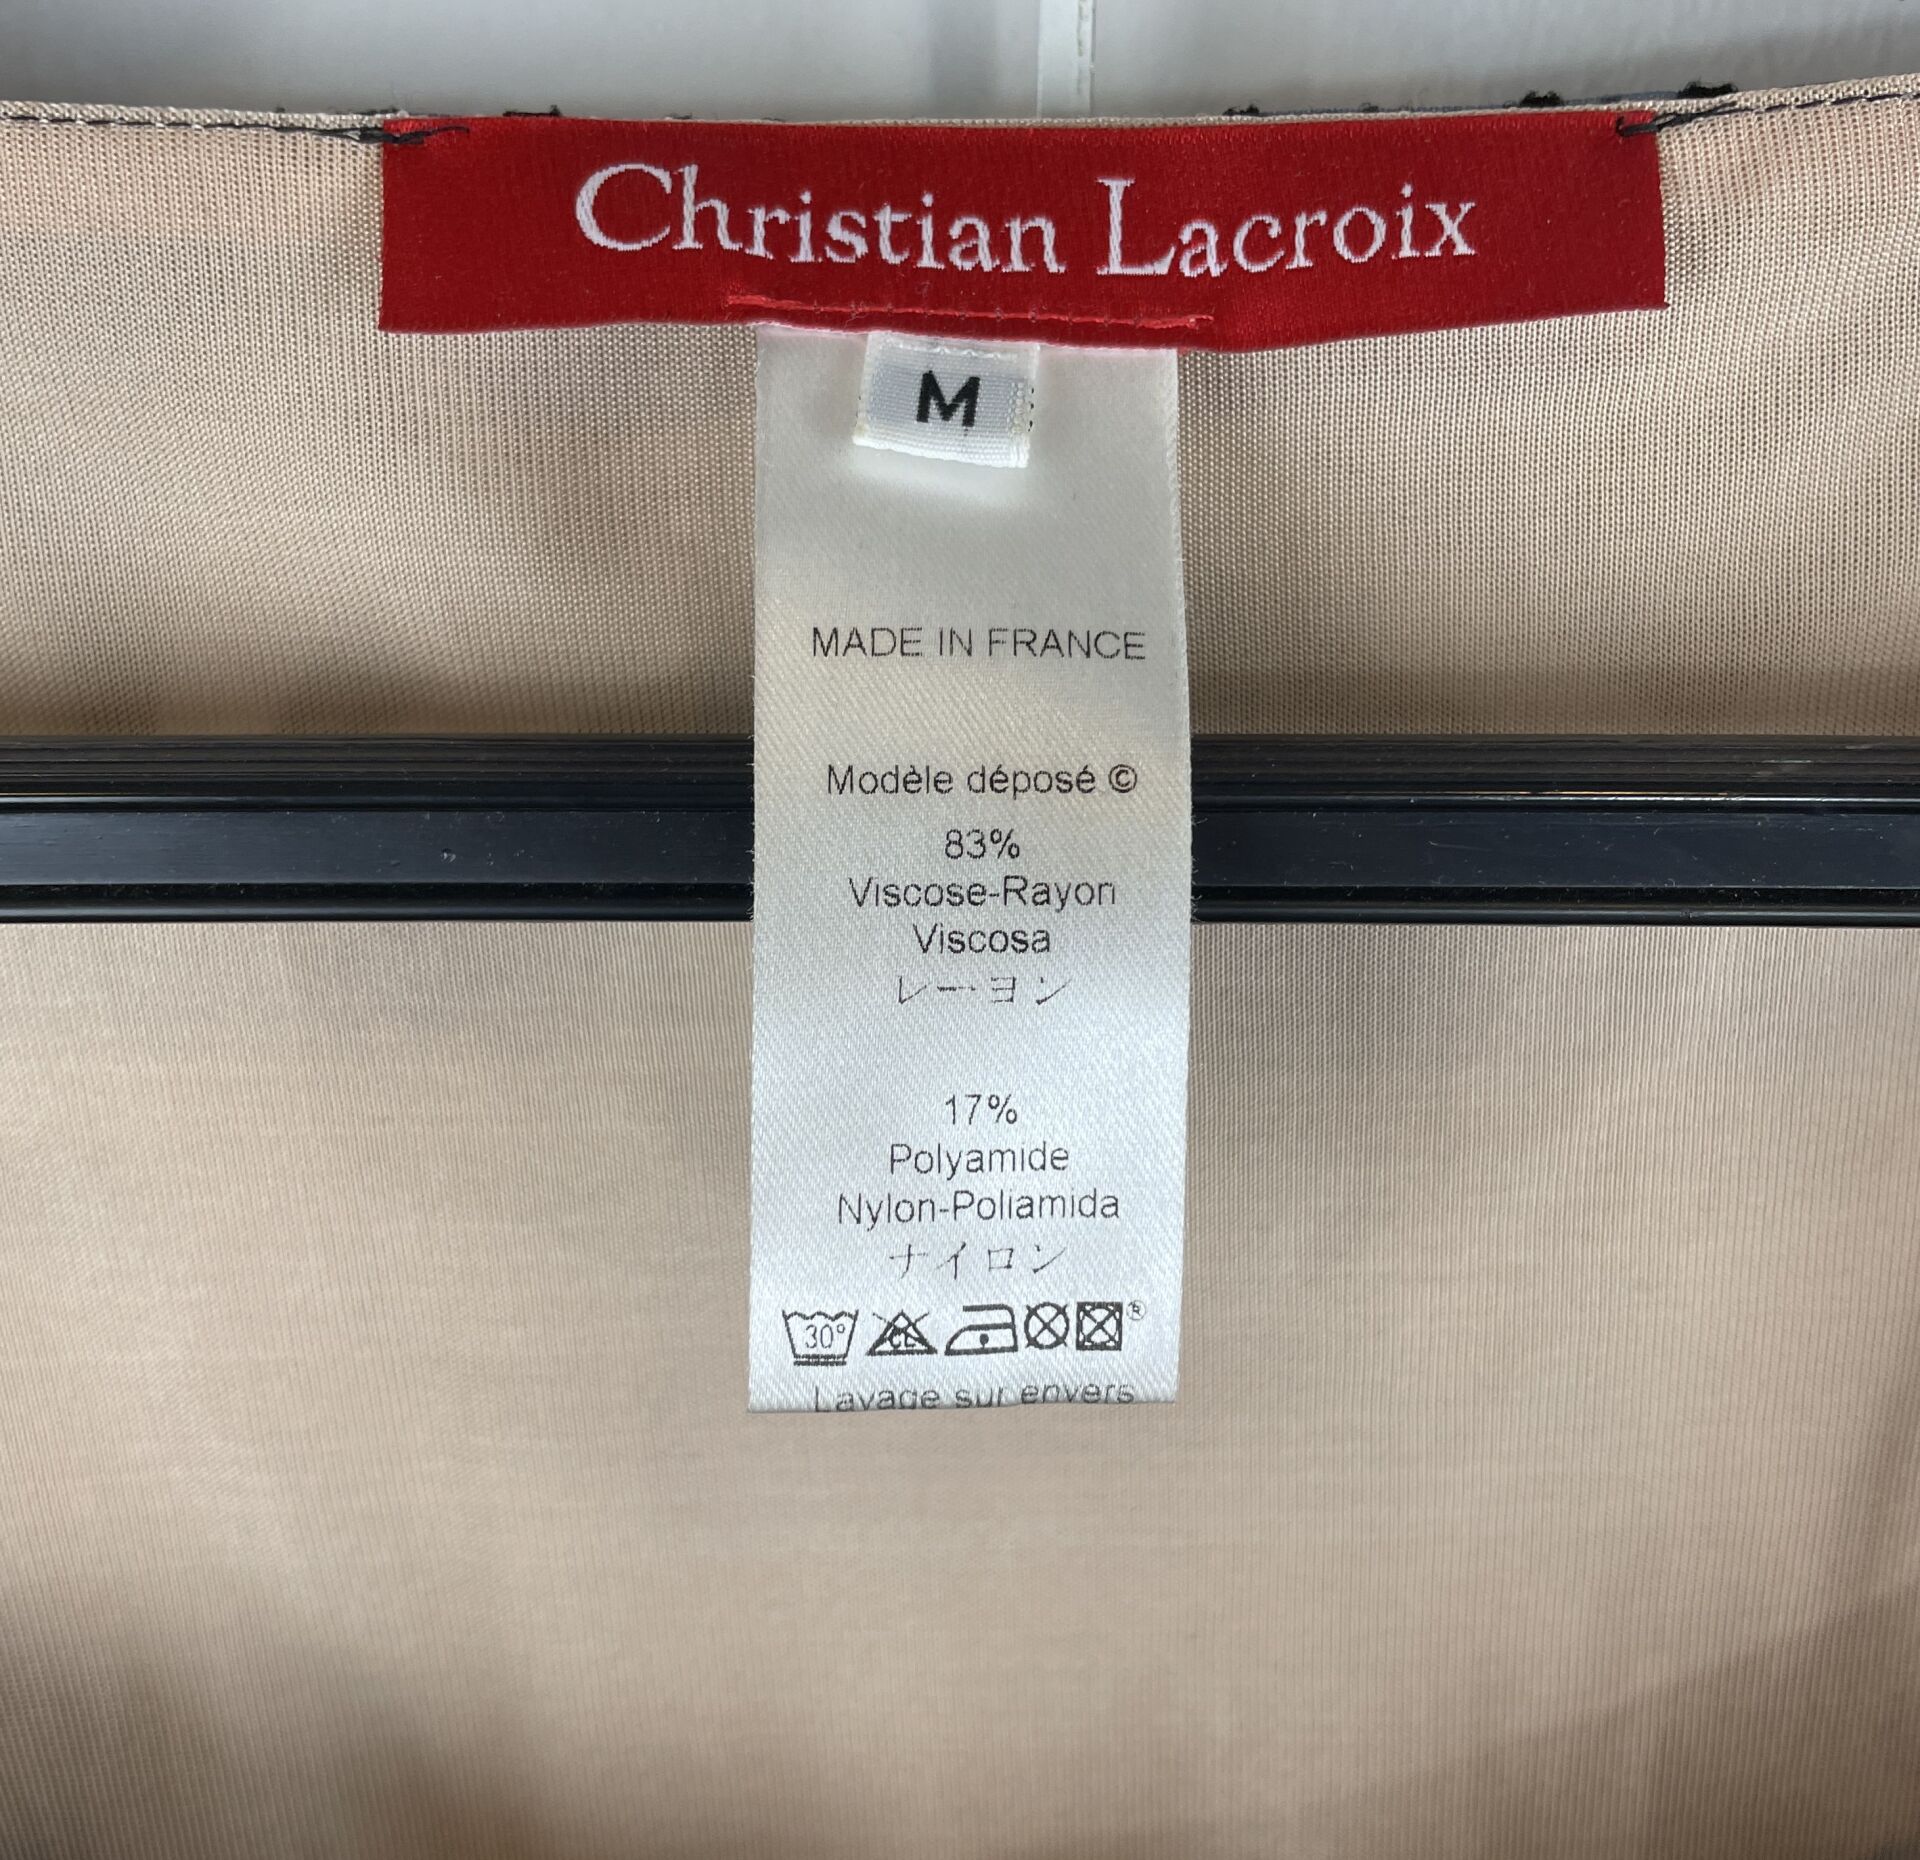 Christian Lacroix
M
MADE IN FRANCE
Modèle déposé ©
83%
Viscose-Rayon
Viscosa
レーヨン
17%
Polyamide
Nylon-Poliamida
ナイロン
30° CL ®
Lavage sur envers